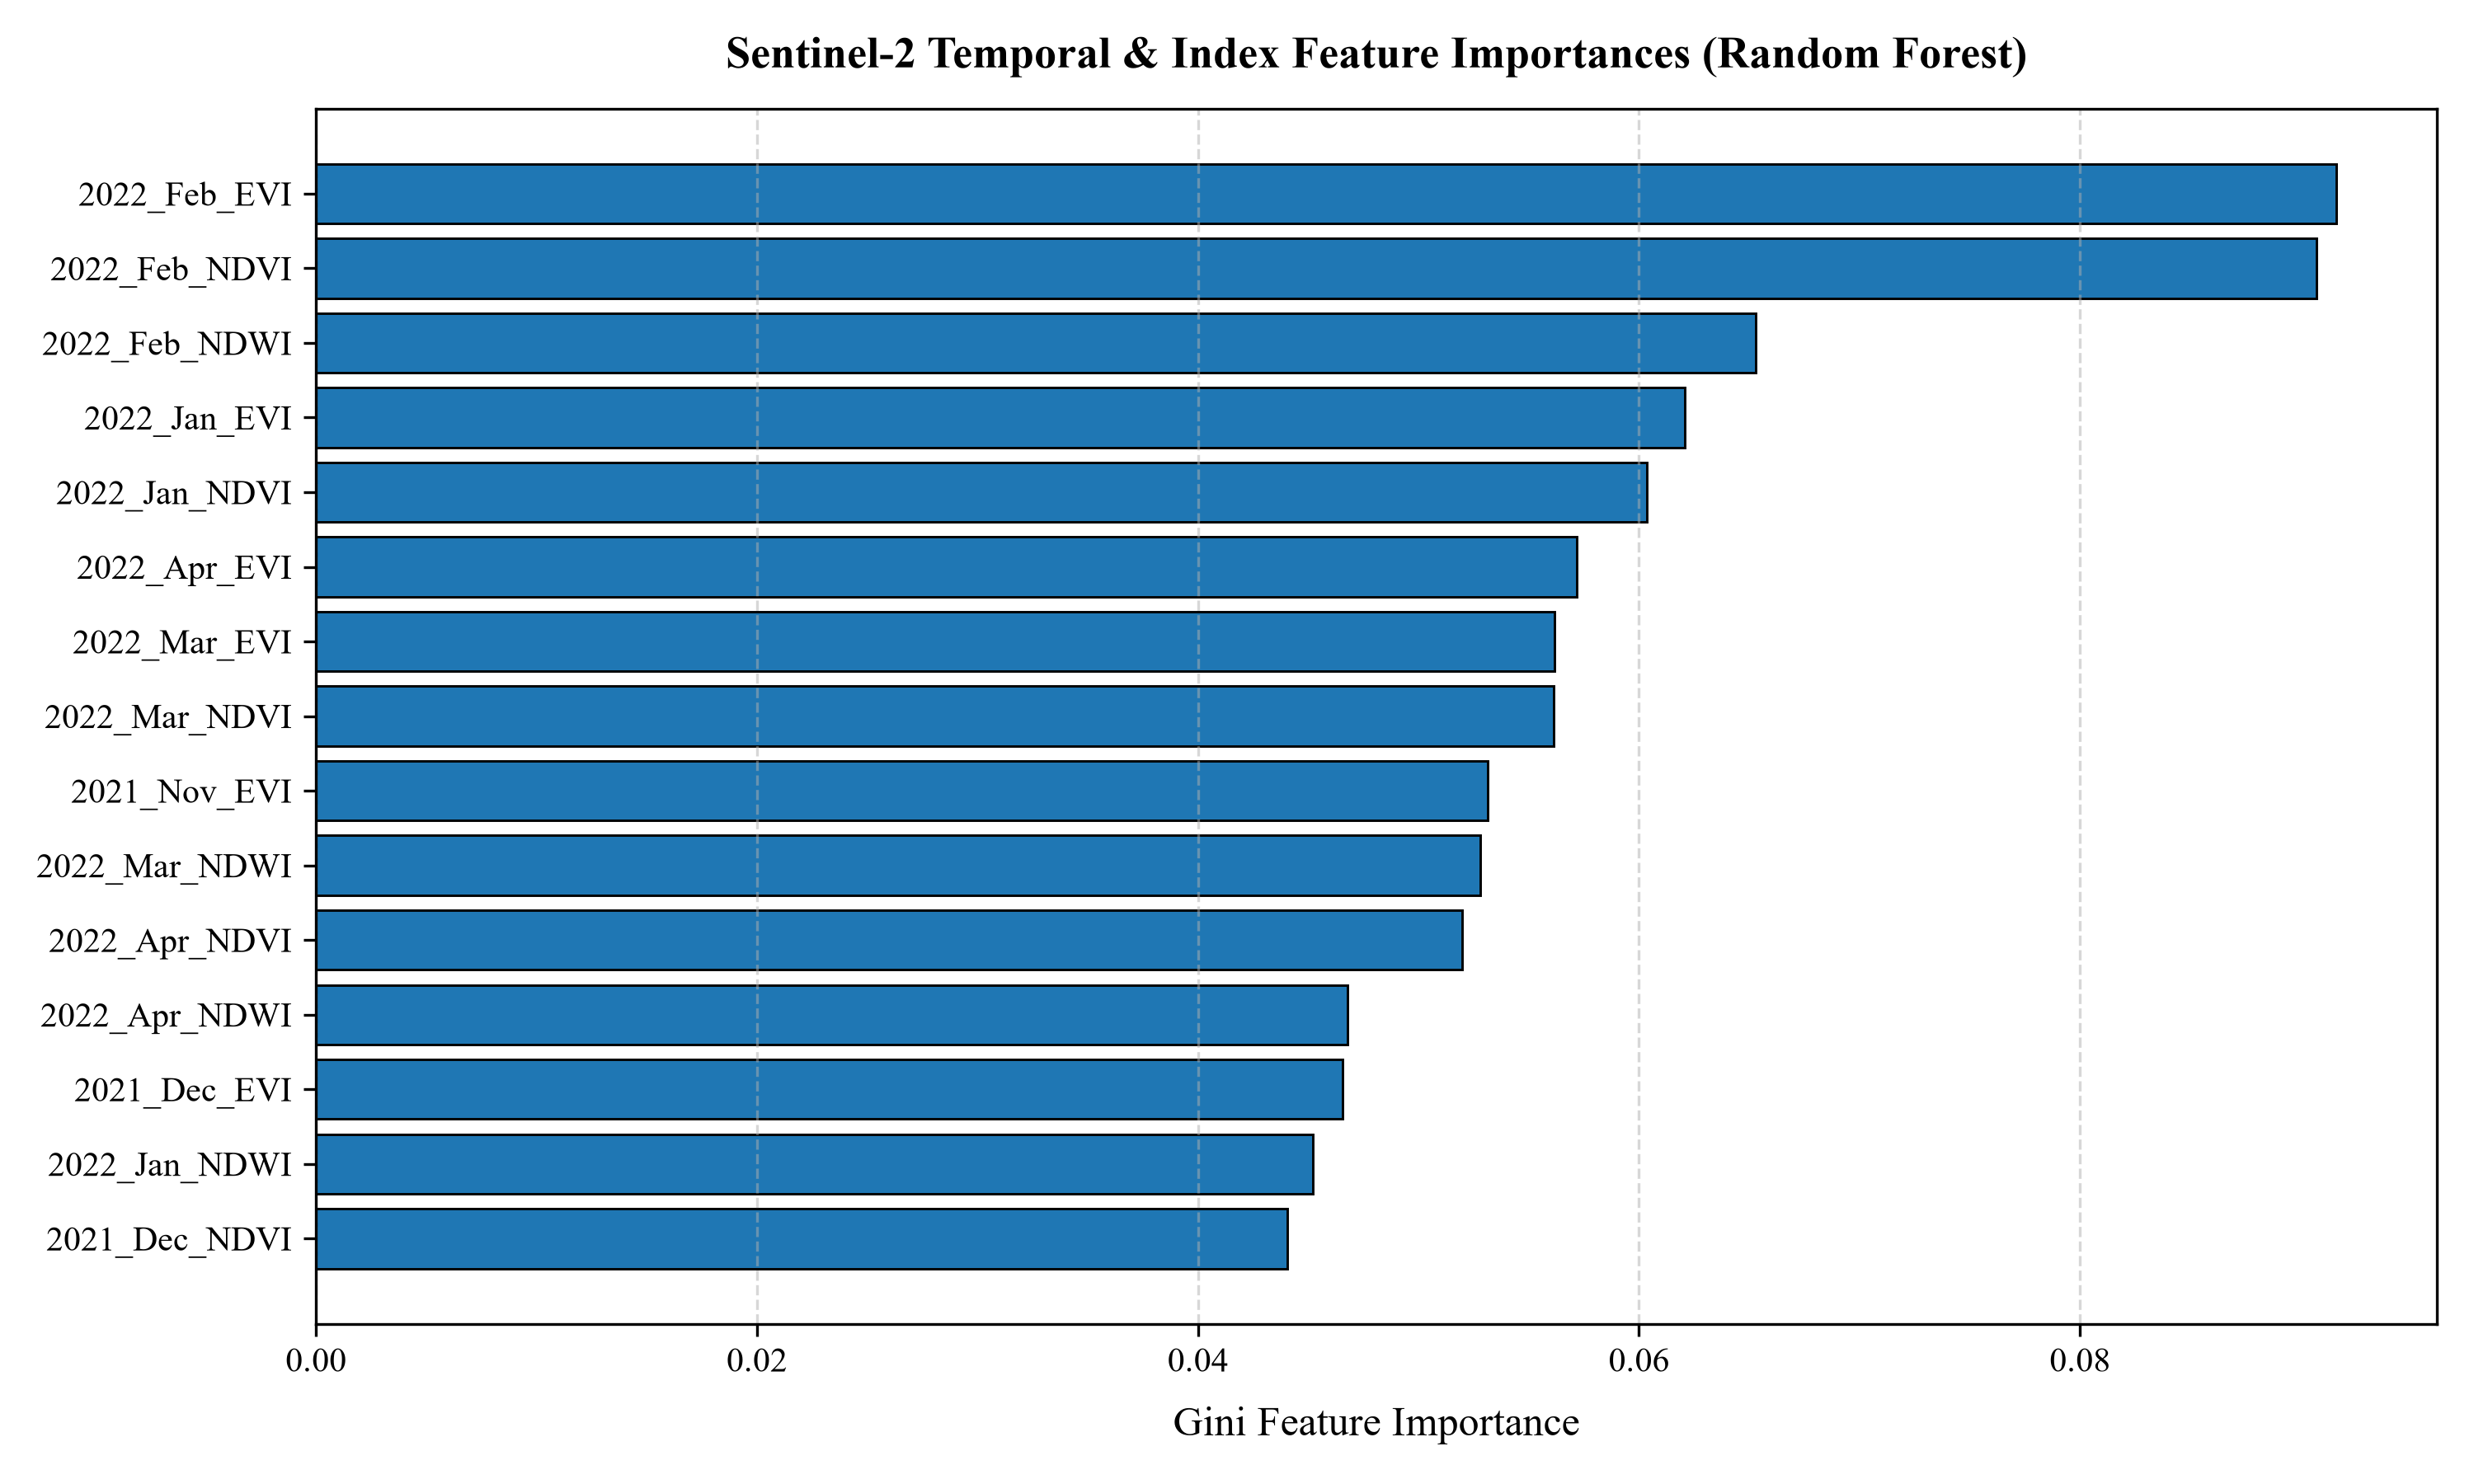 Sentinel-2 Temporal & Index Feature Importances (Random Forest)
2022_Feb_EVI
2022_Feb_NDVI
2022_Feb_NDWI
2022_Jan_EVI
2022_Jan_NDVI
2022_Apr_EVI
2022_Mar_EVI
2022_Mar_NDVI
2021_Nov_EVI
2022_Mar_NDWI
2022_Apr_NDVI
2022_Apr_NDWI
2021_Dec_EVI
2022_Jan_NDWI
2021_Dec_NDVI
0.00 0.02 0.04 0.06 0.08
Gini Feature Importance